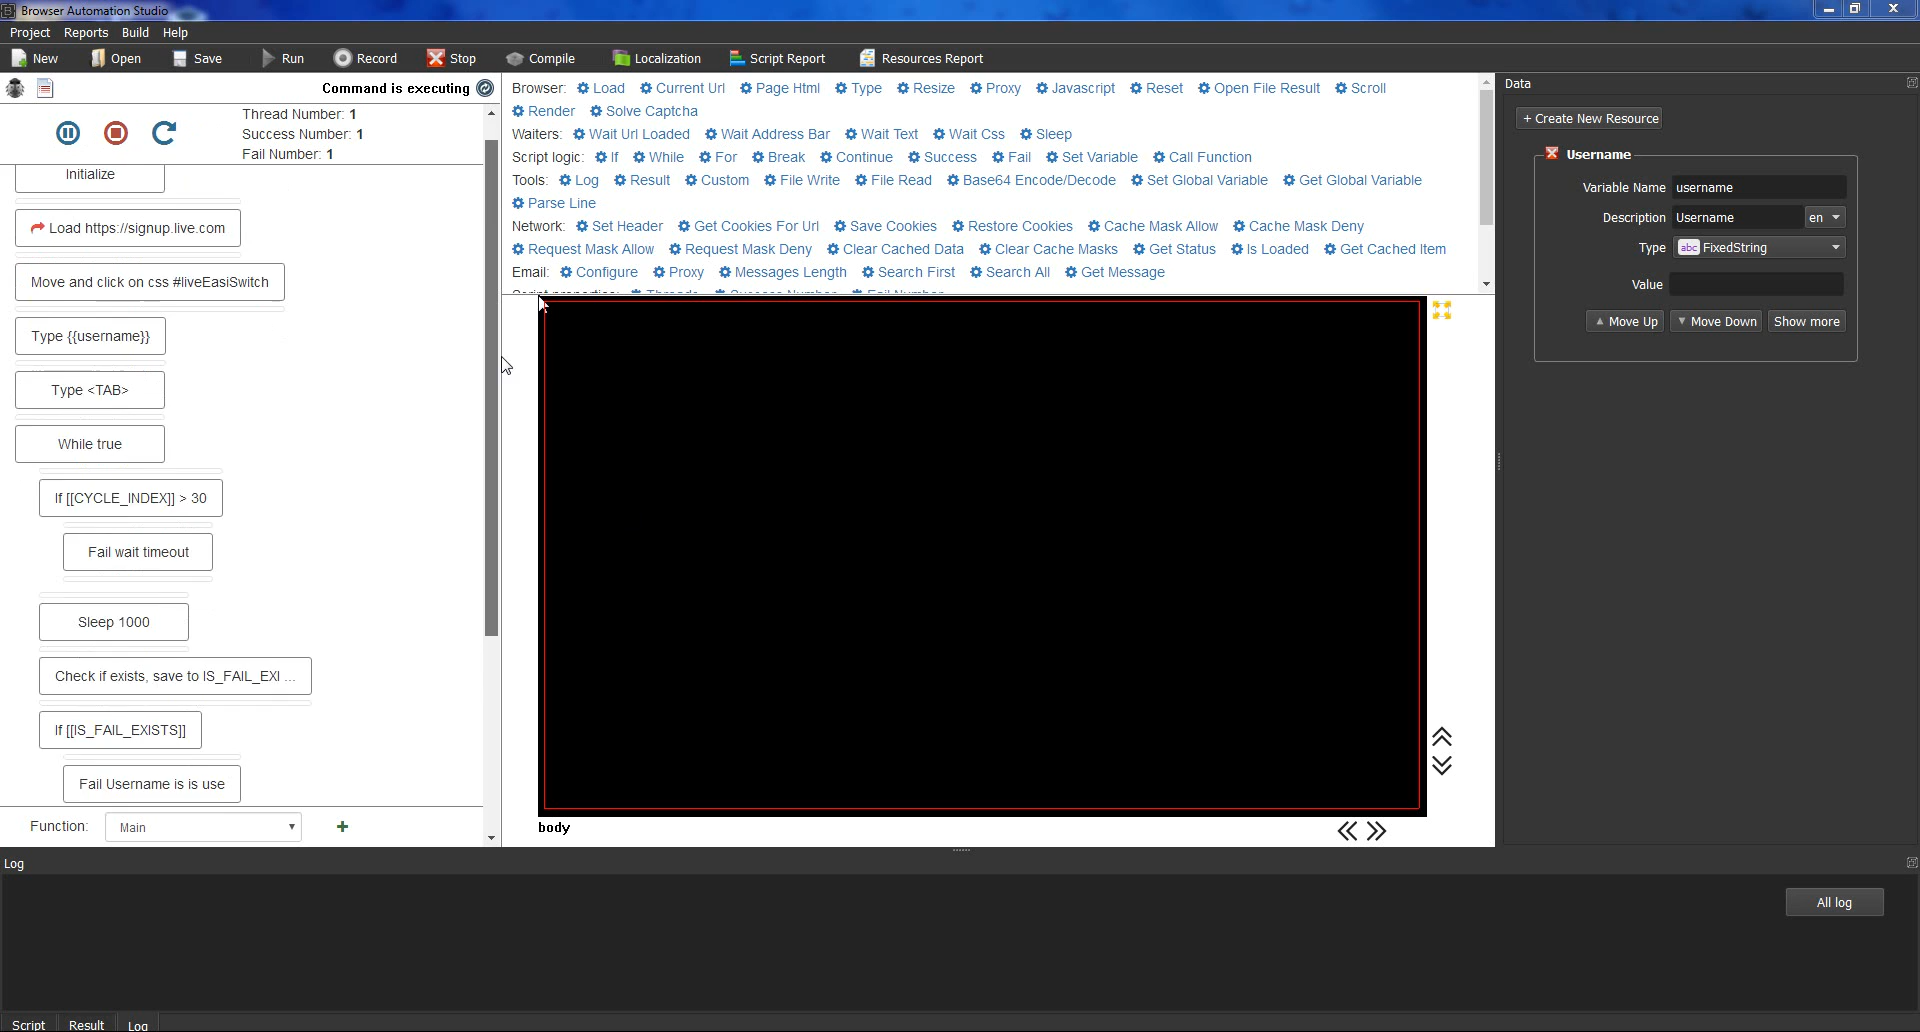 Browser Automation Studio
Project Reports Build Help
New Open Save Run Record Stop Compile Localization Script Report Resources Report
Command is executing
Thread Number: 1
Success Number: 1
Fail Number: 1
Initialize
Load https://signup.live.com
Move and click on css #liveEasiSwitch
Type {{username}}
Type <TAB>
While true
If [[CYCLE_INDEX]] > 30
Fail wait timeout
Sleep 1000
Check if exists, save to IS_FAIL_EXI ...
If [[IS_FAIL_EXISTS]]
Fail Username is is use
Function: Main
Browser: Load Current Url Page Html Type Resize Proxy Javascript Reset Open File Result Scroll
Render Solve Captcha
Waiters: Wait Url Loaded Wait Address Bar Wait Text Wait Css Sleep
Script logic: If While For Break Continue Success Fail Set Variable Call Function
Tools: Log Result Custom File Write File Read Base64 Encode/Decode Set Global Variable Get Global Variable
Parse Line
Network: Set Header Get Cookies For Url Save Cookies Restore Cookies Cache Mask Allow Cache Mask Deny
Request Mask Allow Request Mask Deny Clear Cached Data Clear Cache Masks Get Status Is Loaded Get Cached Item
Email: Configure Proxy Messages Length Search First Search All Get Message
body
Data
+ Create New Resource
Username
Variable Name username
Description Username en
Type abc FixedString
Value
Move Up Move Down Show more
Log
All log
Script Result Log